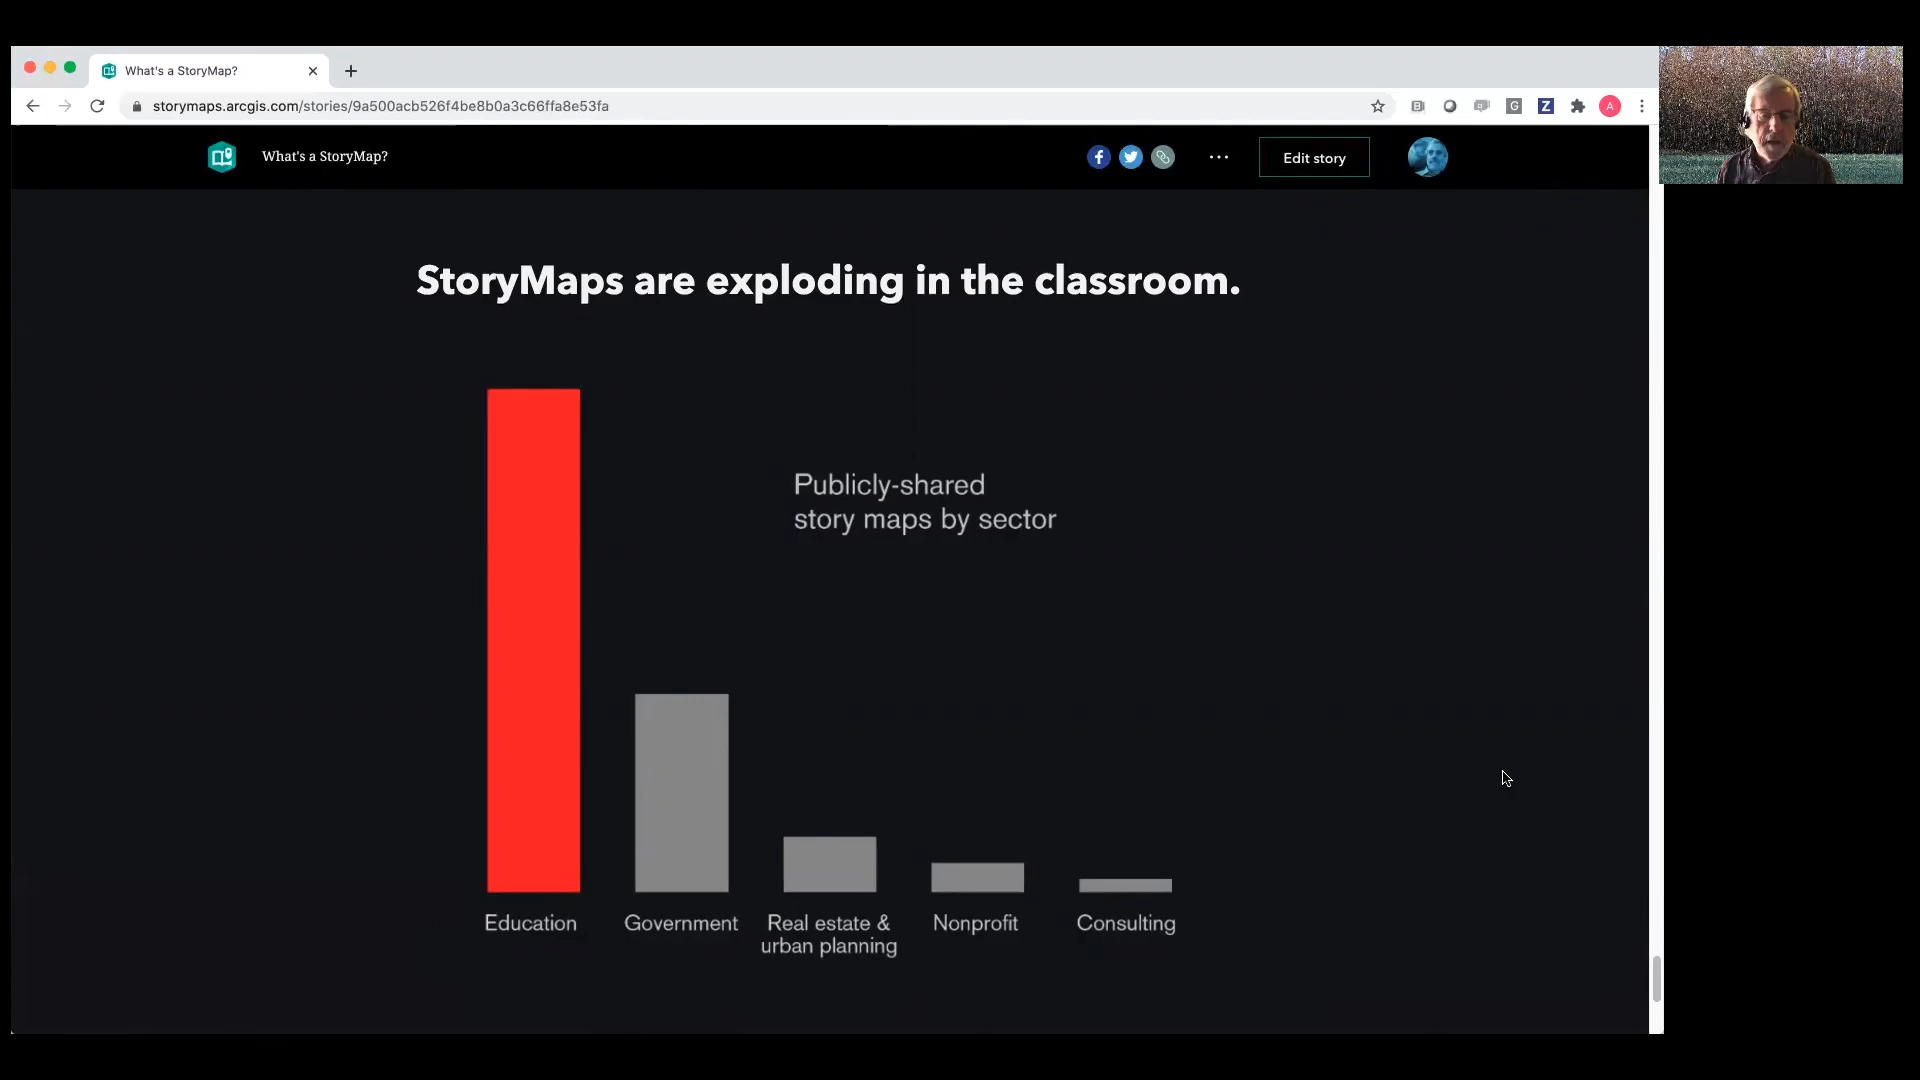 What's a StoryMap?
storymaps.arcgis.com/stories/9a500acb526f4be8b0a3c66ffa8e53fa
G
Z
A
What's a StoryMap?
Edit story
StoryMaps are exploding in the classroom.
Publicly-shared
story maps by sector
Education
Government
Real estate &
urban planning
Nonprofit
Consulting